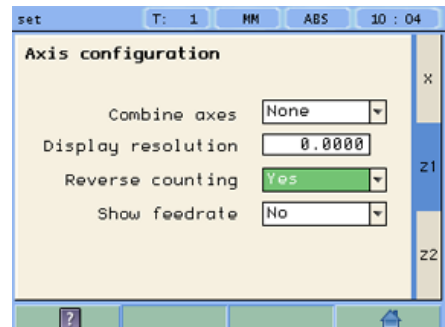 set T: 1 MM ABS 10 : 04
Axis configuration
X
Combine axes None
Display resolution 0.0000
Z1
Reverse counting Yes
Show feedrate No
Z2
?